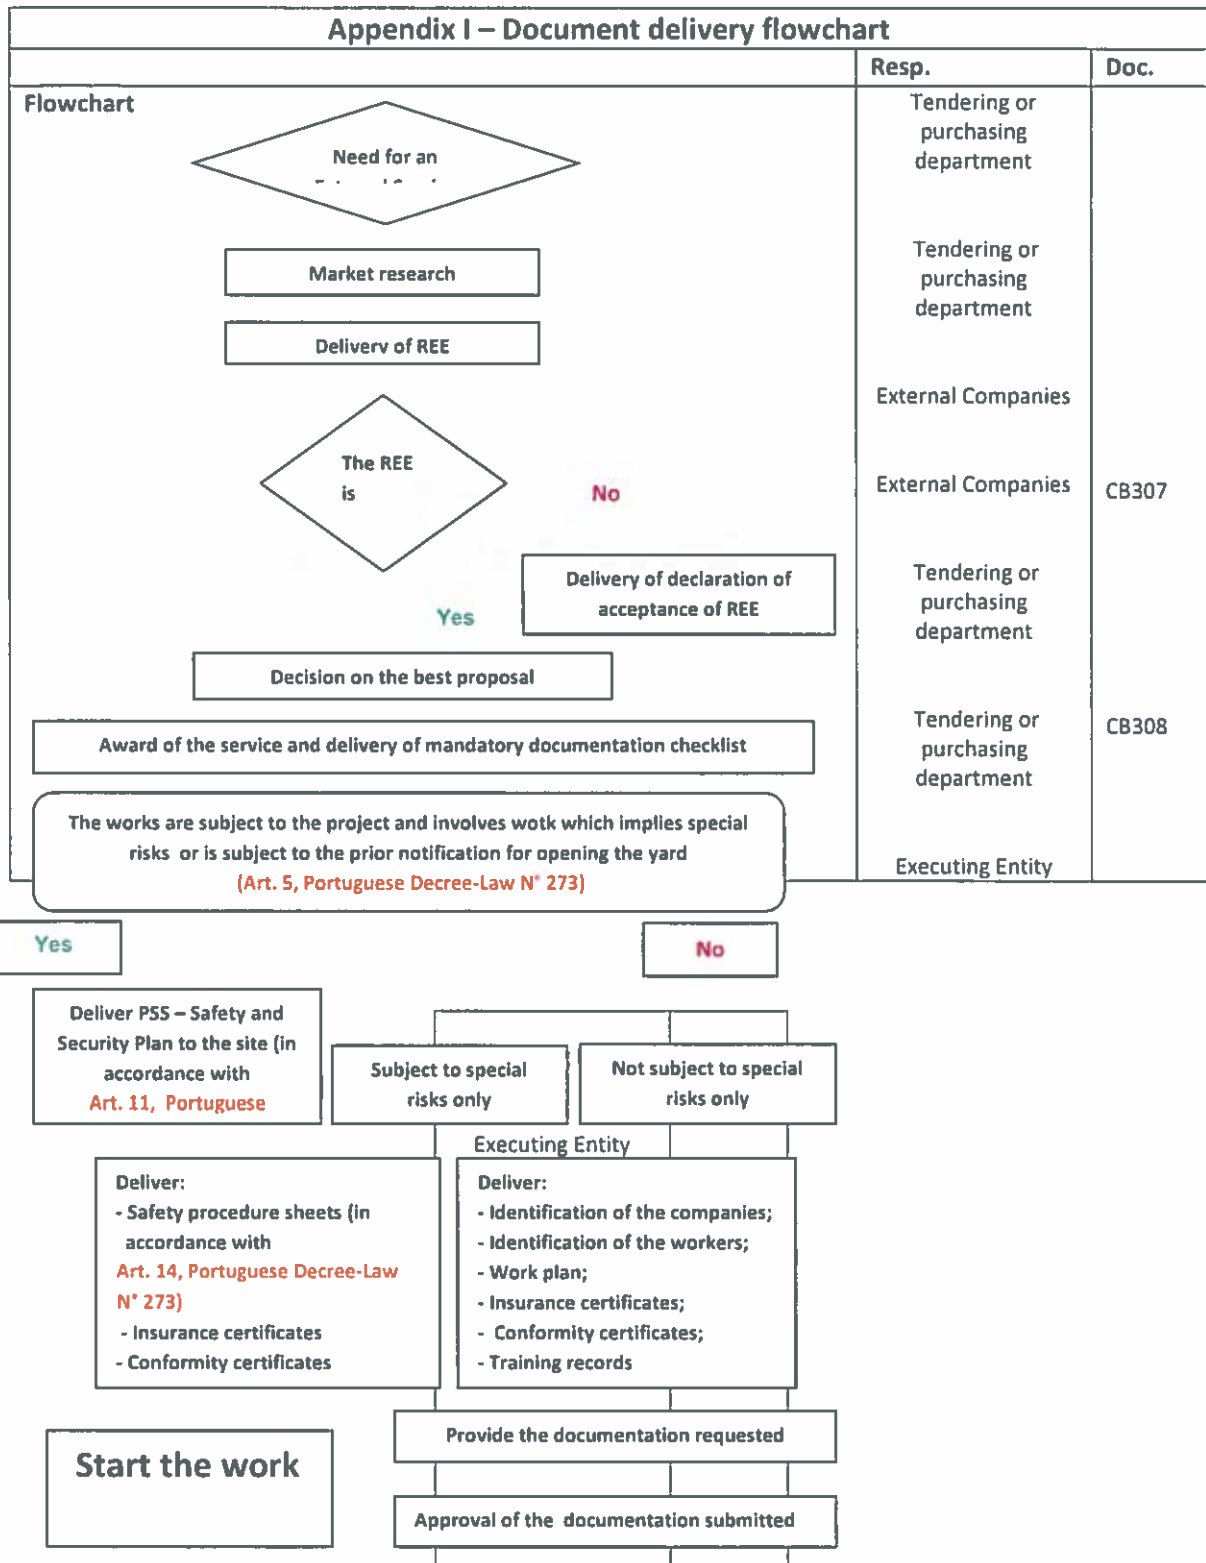 Appendix I – Document delivery flowchart
Resp.
Doc.
Flowchart
Need for an
Tendering or
purchasing
department
Market research
Tendering or
purchasing
department
Delivery of REE
External Companies
The REE
is
No
External Companies
CB307
Delivery of declaration of
acceptance of REE
Yes
Tendering or
purchasing
department
Decision on the best proposal
Award of the service and delivery of mandatory documentation checklist
Tendering or
purchasing
department
CB308
The works are subject to the project and involves wotk which implies special
risks or is subject to the prior notification for opening the yard
(Art. 5, Portuguese Decree-Law N° 273)
Executing Entity
Yes
No
Deliver PSS – Safety and
Security Plan to the site (in
accordance with
Art. 11, Portuguese
Subject to special
risks only
Not subject to special
risks only
Executing Entity
Deliver:
- Safety procedure sheets (in
accordance with
Art. 14, Portuguese Decree-Law
N° 273)
- Insurance certificates
- Conformity certificates
Deliver:
- Identification of the companies;
- Identification of the workers;
- Work plan;
- Insurance certificates;
- Conformity certificates;
- Training records
Provide the documentation requested
Start the work
Approval of the documentation submitted